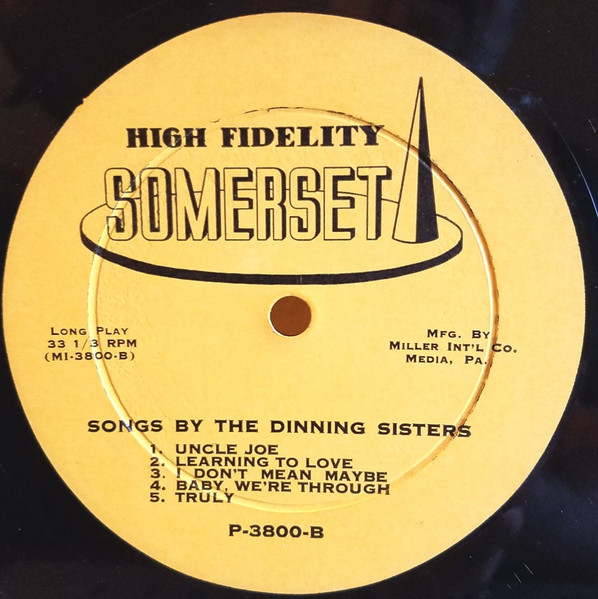 HIGH FIDELITY
SOMERSET
LONG PLAY
33 1/3 RPM
(MI-3800-B)
MFG. BY
MILLER INT'L CO.
MEDIA, PA.
SONGS BY THE DINNING SISTERS
1. UNCLE JOE
2. LEARNING TO LOVE
3. I DON'T MEAN MAYBE
4. BABY, WE'RE THROUGH
5. TRULY
P-3800-B